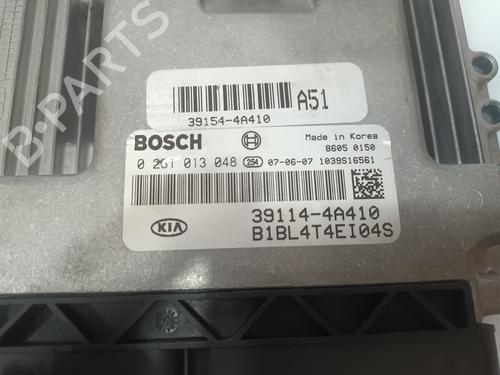 B-PARTS
39154-4A410
A51
BOSCH
Made in Korea
8605 0150
0 261 013 048 254 07-06-07 1039S16561
39114-4A410
KIA
B1BL4T4EI04S